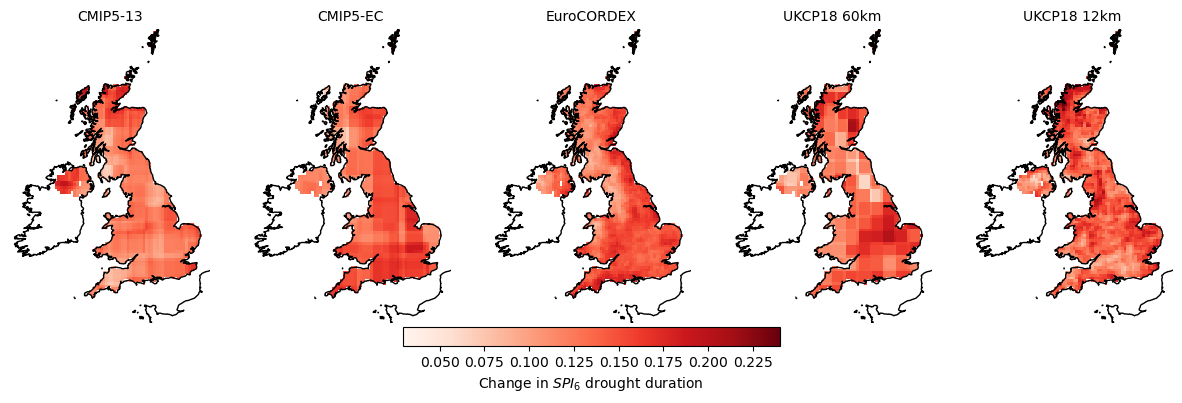 CMIP5-13 CMIP5-EC EuroCORDEX UKCP18 60km UKCP18 12km
0.050 0.075 0.100 0.125 0.150 0.175 0.200 0.225
Change in SPI₆ drought duration